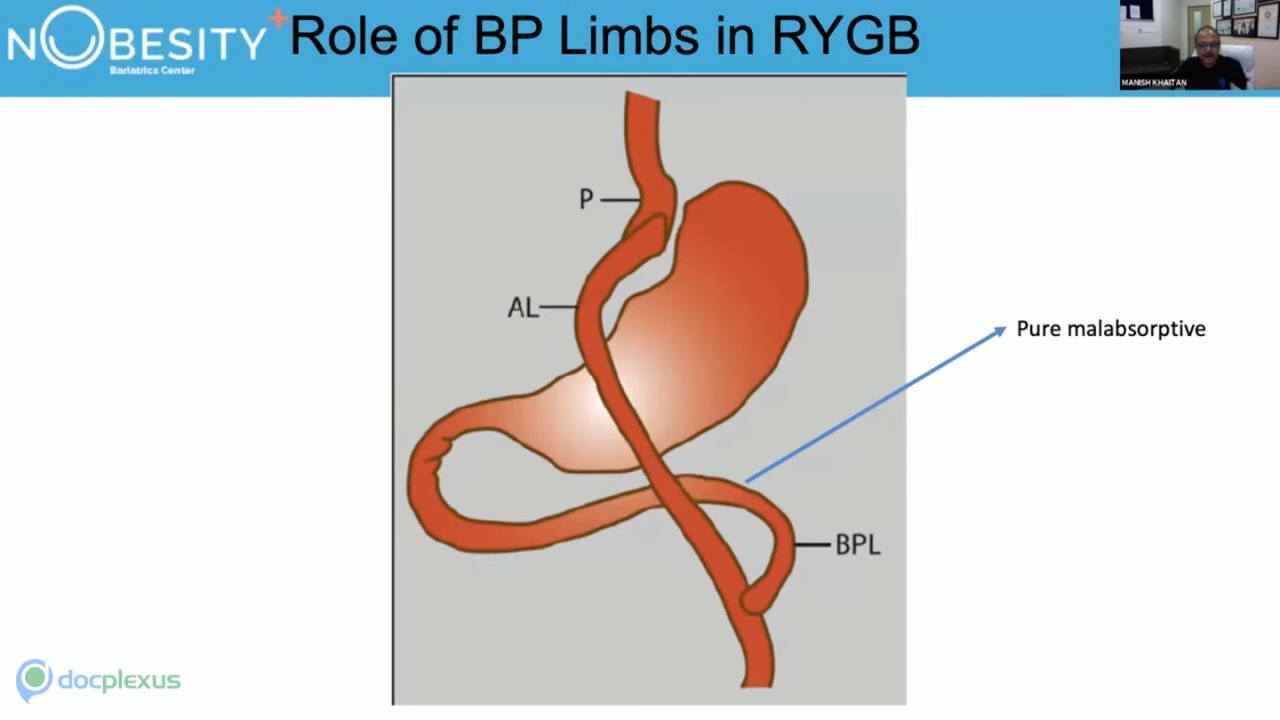 NOBESITY+
Bariatrics Center
Role of BP Limbs in RYGB
MANISH KHAITAN
P
AL
Pure malabsorptive
BPL
docplexus